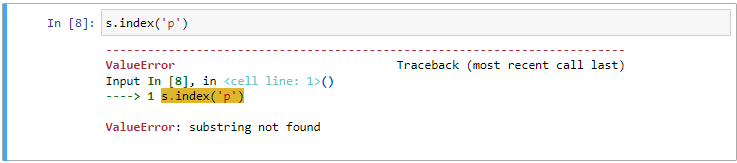 In [8]: s.index('p')
---------------------------------------------------------------------------
ValueError                                Traceback (most recent call last)
Input In [8], in <cell line: 1>()
----> 1 s.index('p')
ValueError: substring not found